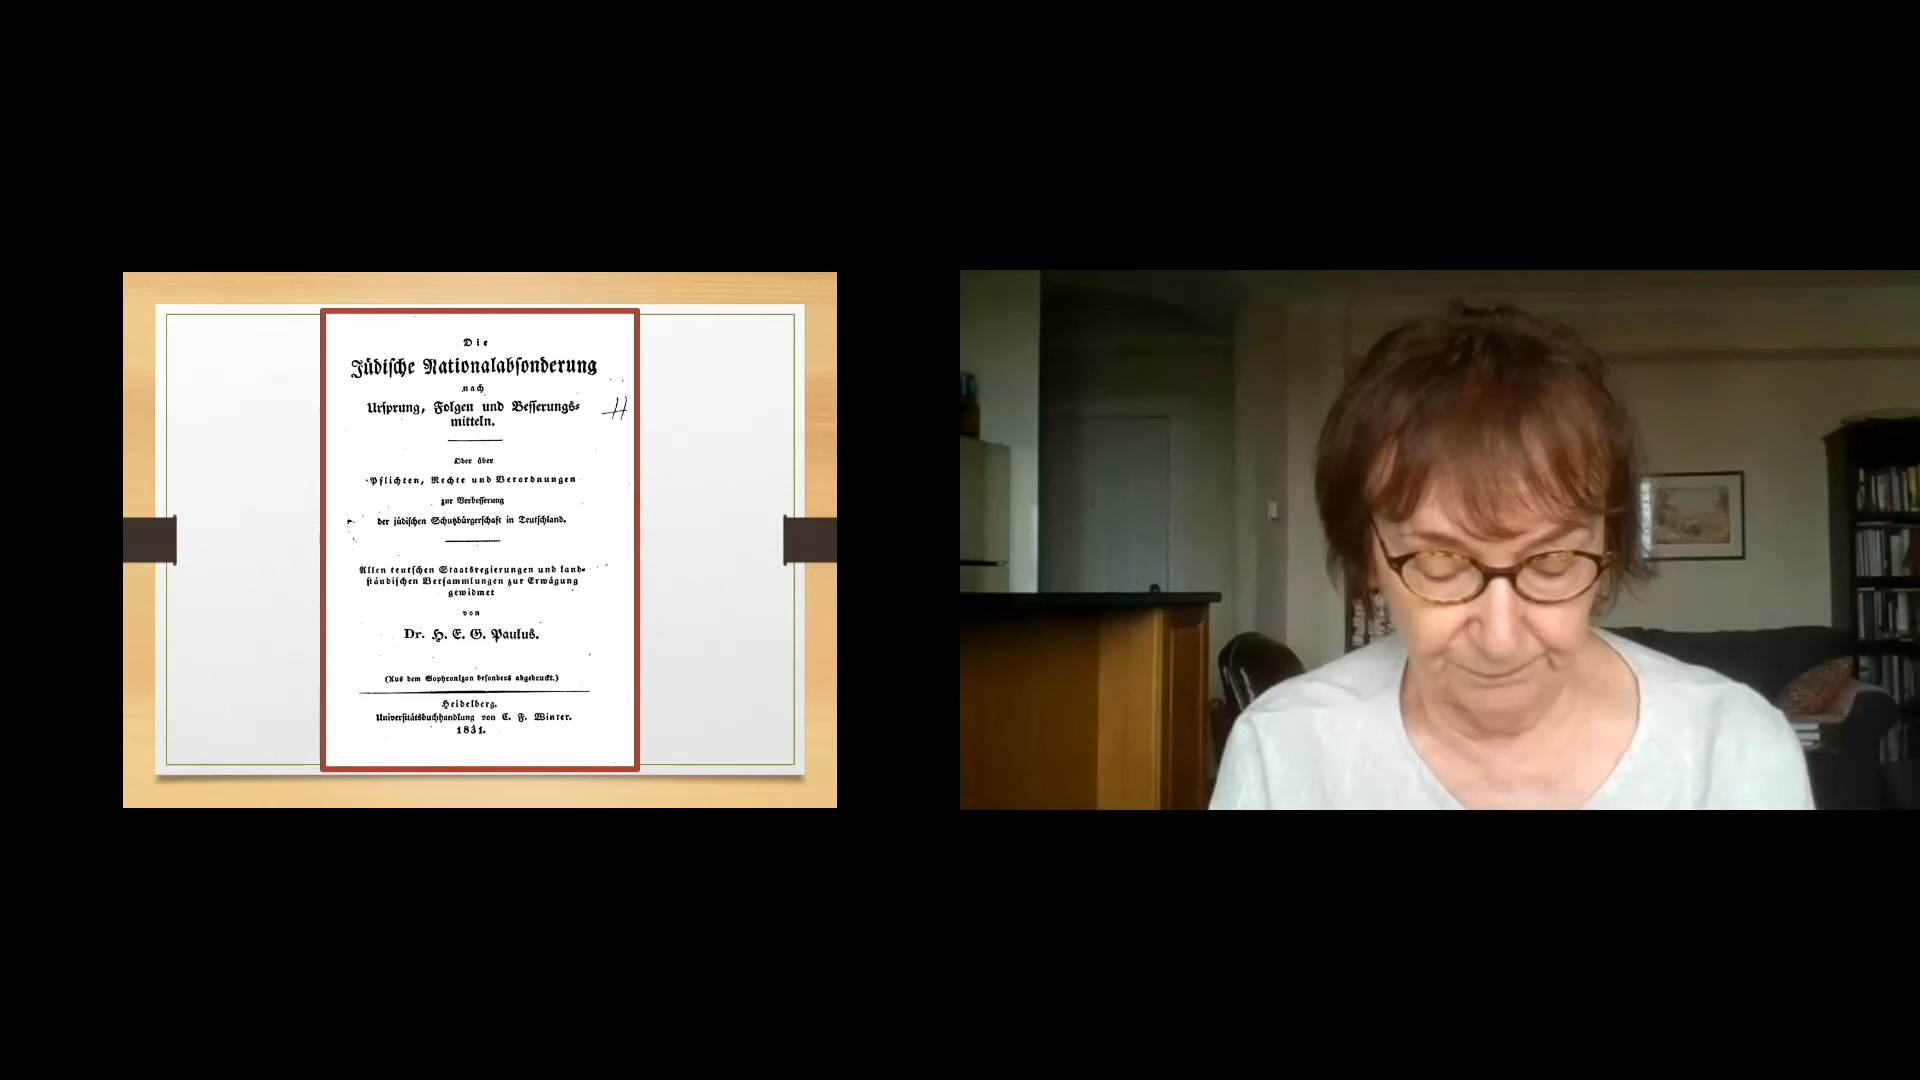 Die
Jüdische Nationalabsonderung
nach
Ursprung, Folgen und Besserungs-
mitteln.
Oder über
Pflichten, Rechte und Verordnungen
zur Verbesserung
der jüdischen Schutzbürgerschaft in Teutschland.
Allen teutschen Staatsregierungen und land-
ständischen Versammlungen zur Erwägung
gewidmet
von
Dr. H. E. G. Paulus.
(Aus dem Sophronizon besonders abgedruckt.)
Heidelberg.
Universitätsbuchhandlung von C. F. Winter.
1831.